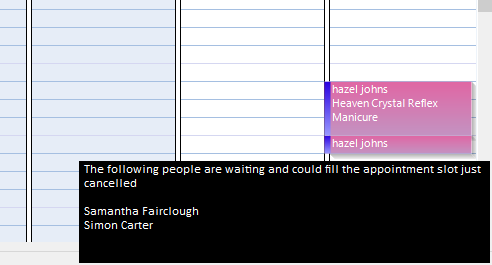 hazel johns
Heaven Crystal Reflex
Manicure
hazel johns
The following people are waiting and could fill the appointment slot just
cancelled
Samantha Fairclough
Simon Carter